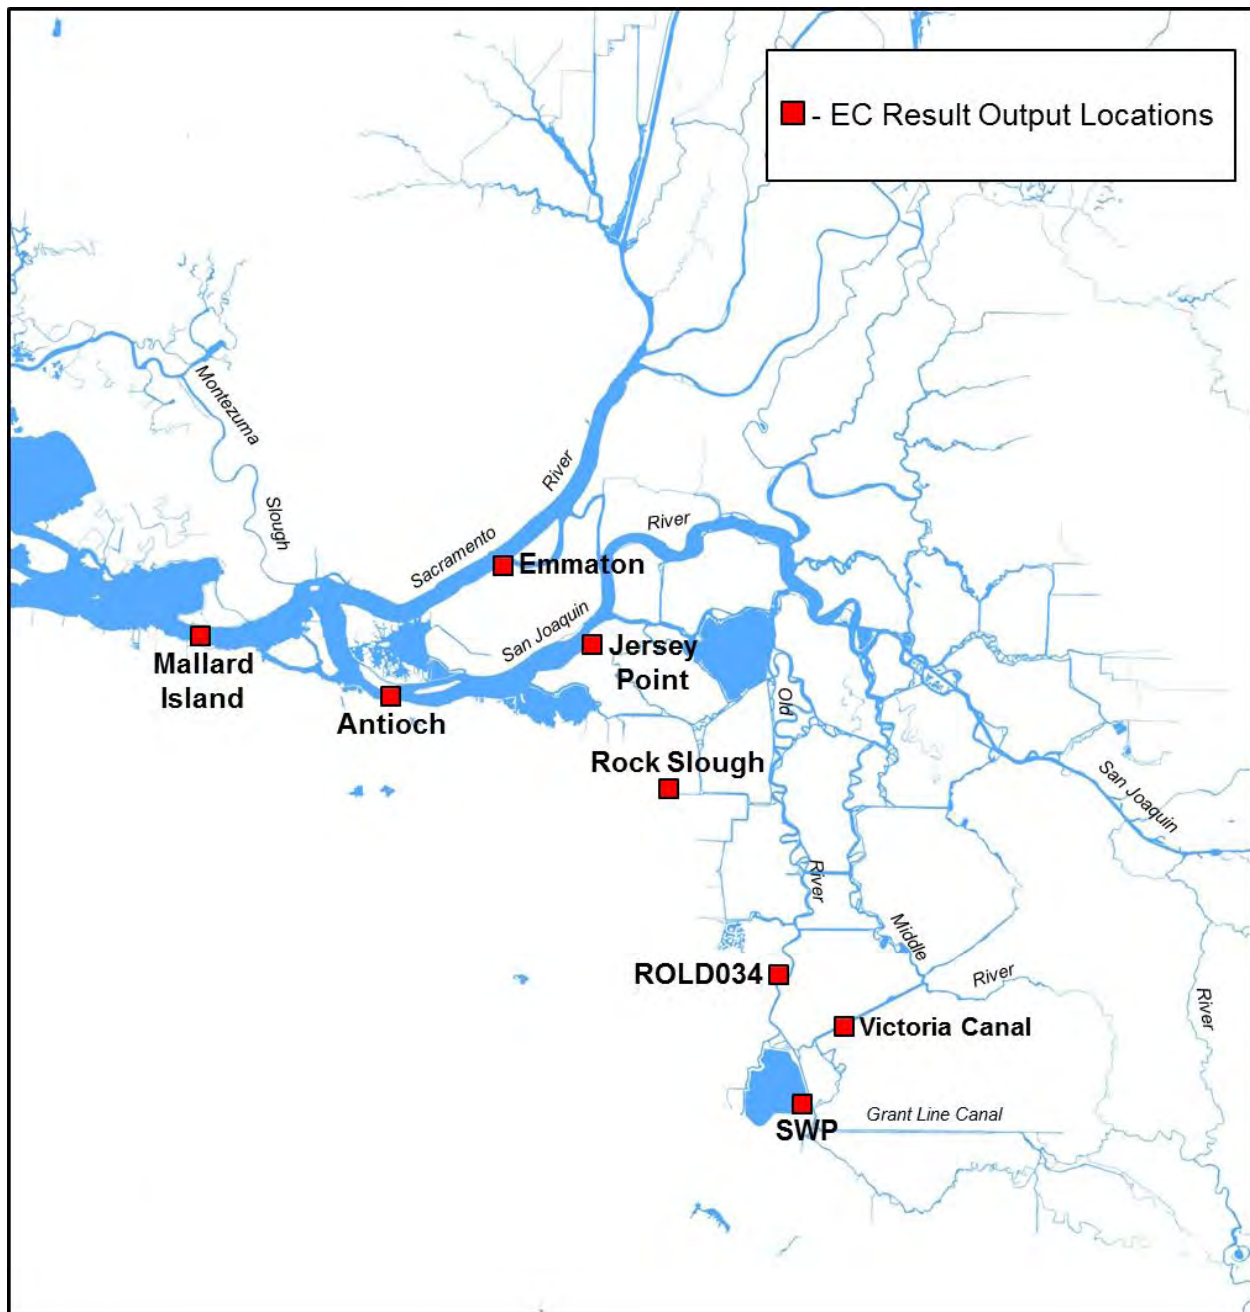 - EC Result Output Locations
Montezuma
Slough
Sacramento
River
River
Emmaton
San Joaquin
Jersey
Point
Mallard
Island
Antioch
Old
Rock Slough
San Joaquin
River
Middle
River
River
ROLD034
Victoria Canal
Grant Line Canal
SWP